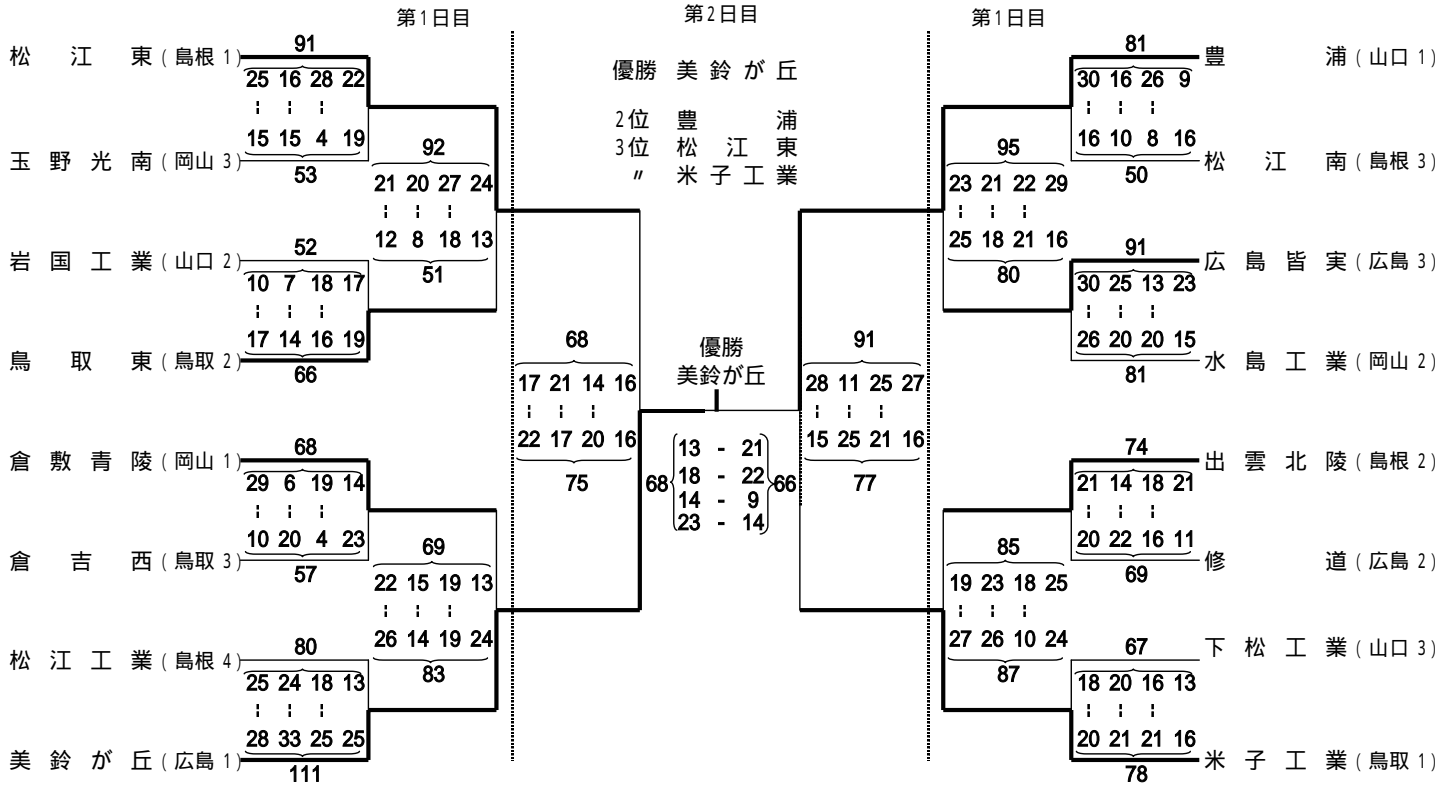 第1日目 第2日目 第1日目
松江東(島根1) 91 81 豊浦(山口1)
優勝 美鈴が丘
25 16 28 22 30 16 26 9
2位 豊浦
15 15 4 19 16 10 8 16
3位 松江東
玉野光南(岡山3) 53 92 95 50 松江南(島根3)
〃 米子工業
21 20 27 24 23 21 22 29
12 8 18 13 25 18 21 16
岩国工業(山口2) 52 51 80 91 広島皆実(広島3)
10 7 18 17 30 25 13 23
17 14 16 19 26 20 20 15
鳥取東(鳥取2) 66 68 優勝 91 81 水島工業(岡山2)
美鈴が丘
17 21 14 16 28 11 25 27
22 17 20 16 15 25 21 16
倉敷青陵(岡山1) 68 75 77 74 出雲北陵(島根2)
13 - 21
68 18 - 22 66
14 - 9
23 - 14
29 6 19 14 21 14 18 21
10 20 4 23 20 22 16 11
倉吉西(鳥取3) 57 69 85 69 修道(広島2)
22 15 19 13 19 23 18 25
26 14 19 24 27 26 10 24
松江工業(島根4) 80 83 87 67 下松工業(山口3)
25 24 18 13 18 20 16 13
28 33 25 25 20 21 21 16
美鈴が丘(広島1) 111 78 米子工業(鳥取1)